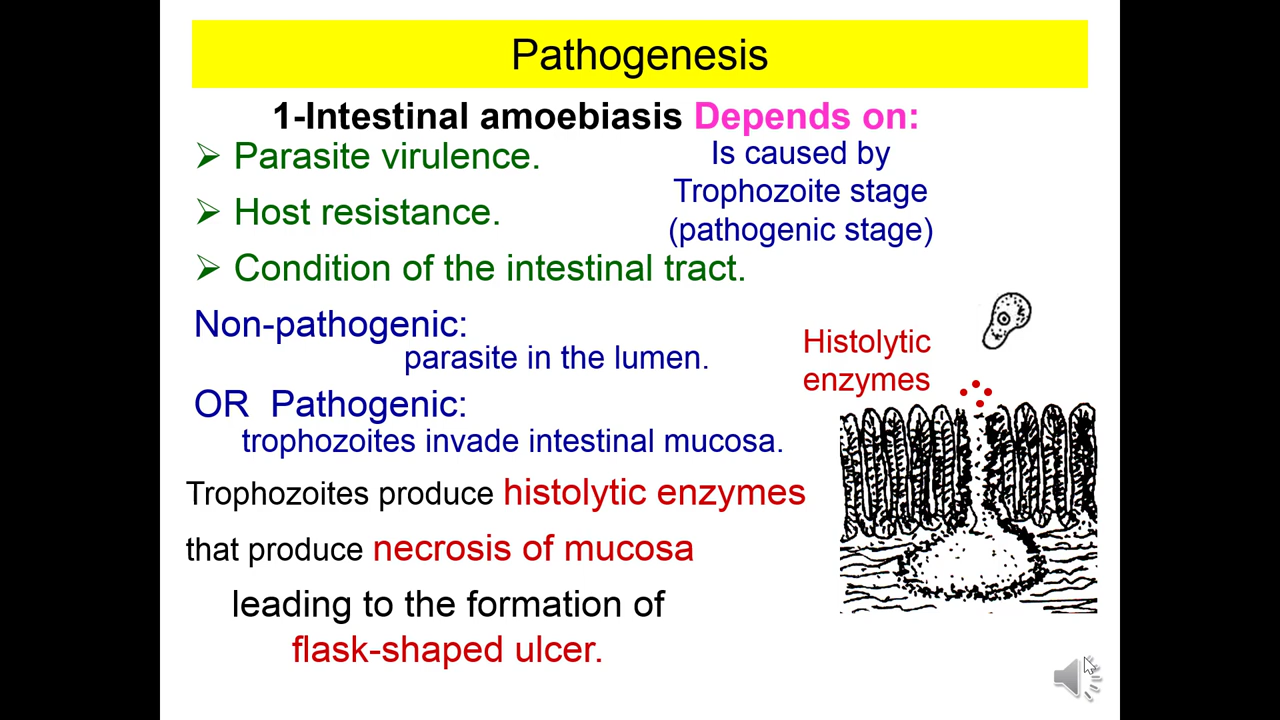 Pathogenesis
1-Intestinal amoebiasis Depends on:
➢ Parasite virulence.
➢ Host resistance.
➢ Condition of the intestinal tract.
Is caused by
Trophozoite stage
(pathogenic stage)
Non-pathogenic:
parasite in the lumen.
OR Pathogenic:
trophozoites invade intestinal mucosa.
Histolytic
enzymes
Trophozoites produce histolytic enzymes
that produce necrosis of mucosa
leading to the formation of
flask-shaped ulcer.